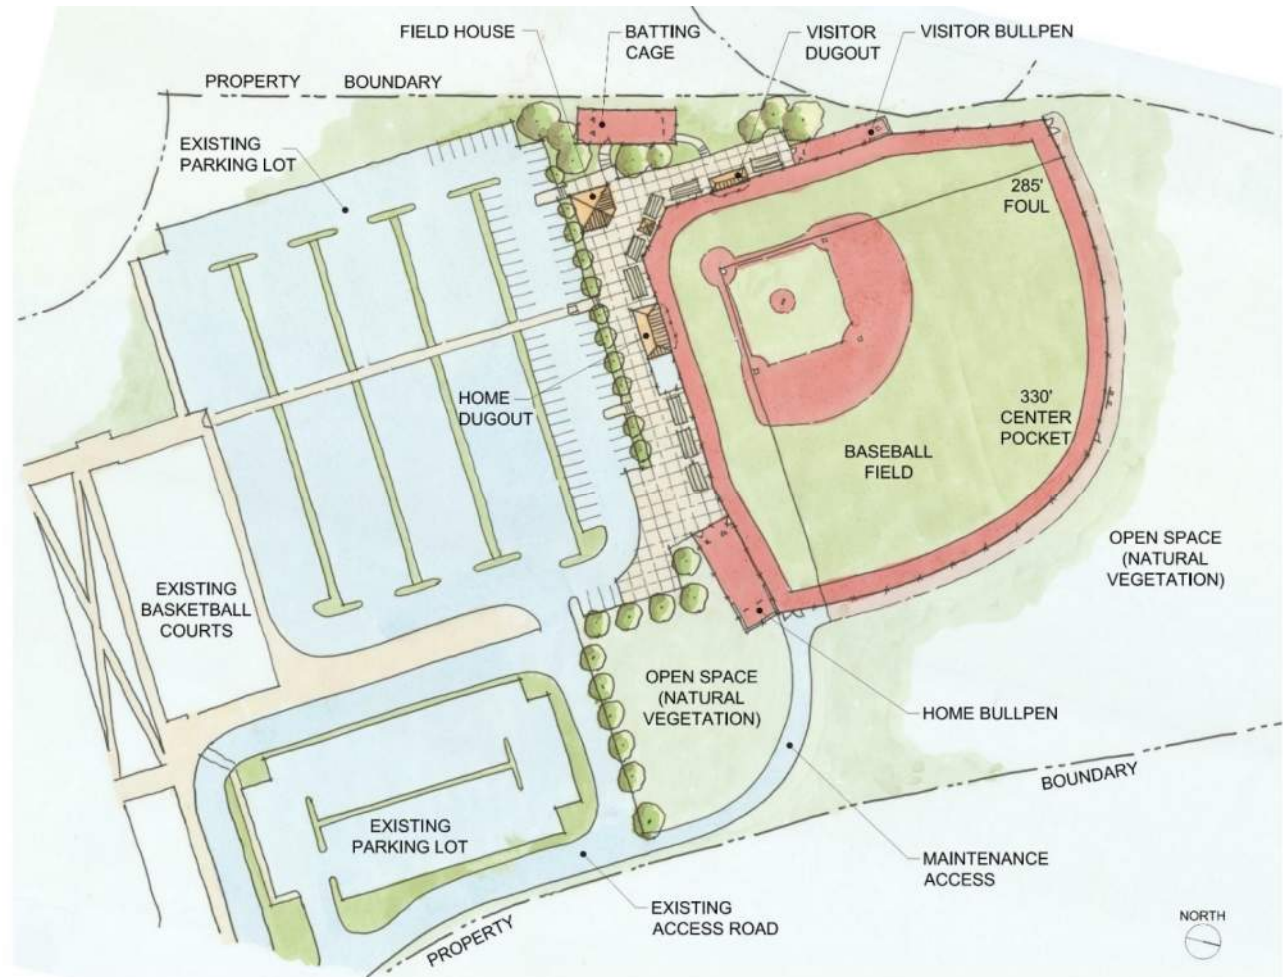 FIELD HOUSE
BATTING
CAGE
VISITOR
DUGOUT
VISITOR BULLPEN
PROPERTY BOUNDARY
EXISTING
PARKING LOT
285'
FOUL
HOME
DUGOUT
330'
CENTER
POCKET
BASEBALL
FIELD
OPEN SPACE
(NATURAL
VEGETATION)
EXISTING
BASKETBALL
COURTS
OPEN SPACE
(NATURAL
VEGETATION)
HOME BULLPEN
BOUNDARY
EXISTING
PARKING LOT
MAINTENANCE
ACCESS
EXISTING
ACCESS ROAD
PROPERTY
NORTH